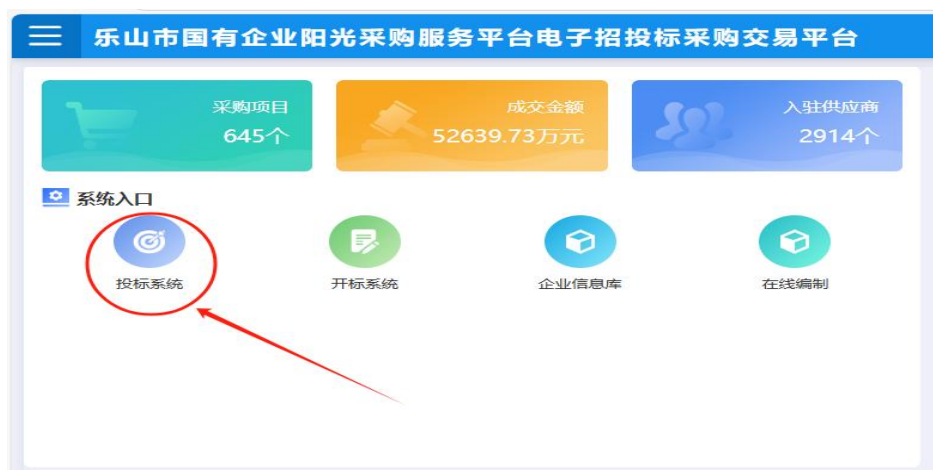 乐山市国有企业阳光采购服务平台电子招投标采购交易平台
采购项目
645个
成交金额
52639.73万元
入驻供应商
2914个
系统入口
投标系统
开标系统
企业信息库
在线编制